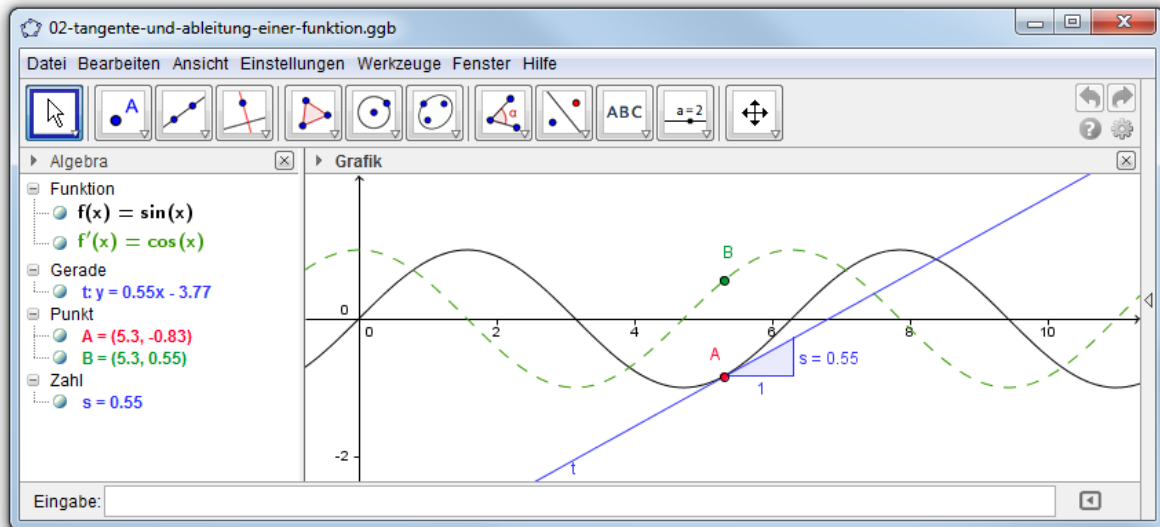 02-tangente-und-ableitung-einer-funktion.ggb
Datei Bearbeiten Ansicht Einstellungen Werkzeuge Fenster Hilfe
A α ABC a=2
Algebra
Funktion
f(x) = sin(x)
f′(x) = cos(x)
Gerade
t: y = 0.55x - 3.77
Punkt
A = (5.3, -0.83)
B = (5.3, 0.55)
Zahl
s = 0.55
Grafik
B
0
0 2 4 6 8 10
A
s = 0.55
1
-2
t
Eingabe: